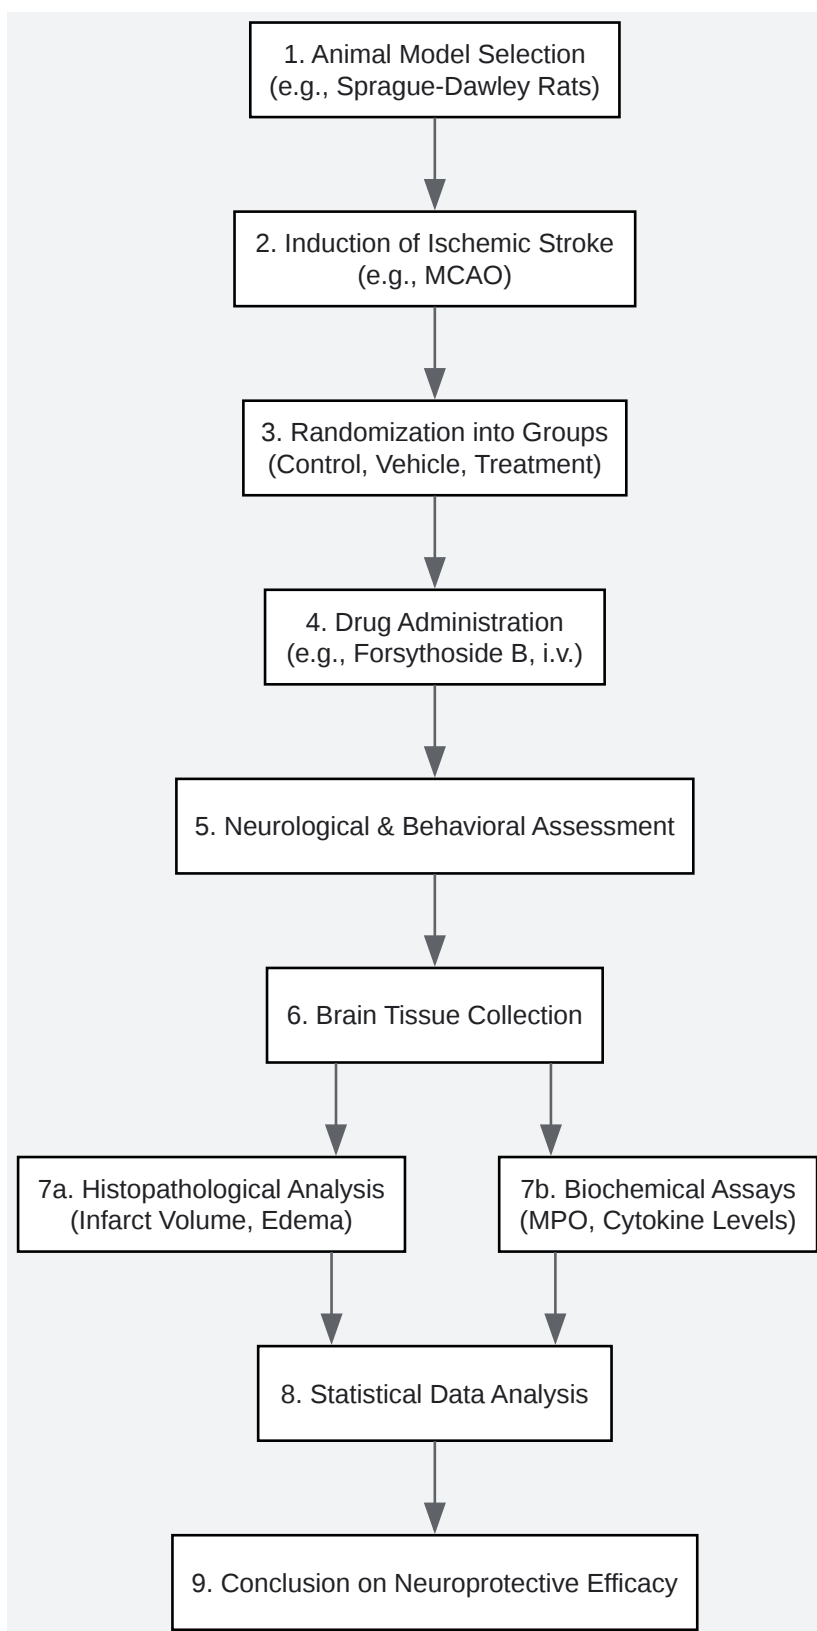 1. Animal Model Selection
(e.g., Sprague-Dawley Rats)
2. Induction of Ischemic Stroke
(e.g., MCAO)
3. Randomization into Groups
(Control, Vehicle, Treatment)
4. Drug Administration
(e.g., Forsythoside B, i.v.)
5. Neurological & Behavioral Assessment
6. Brain Tissue Collection
7a. Histopathological Analysis
(Infarct Volume, Edema)
7b. Biochemical Assays
(MPO, Cytokine Levels)
8. Statistical Data Analysis
9. Conclusion on Neuroprotective Efficacy